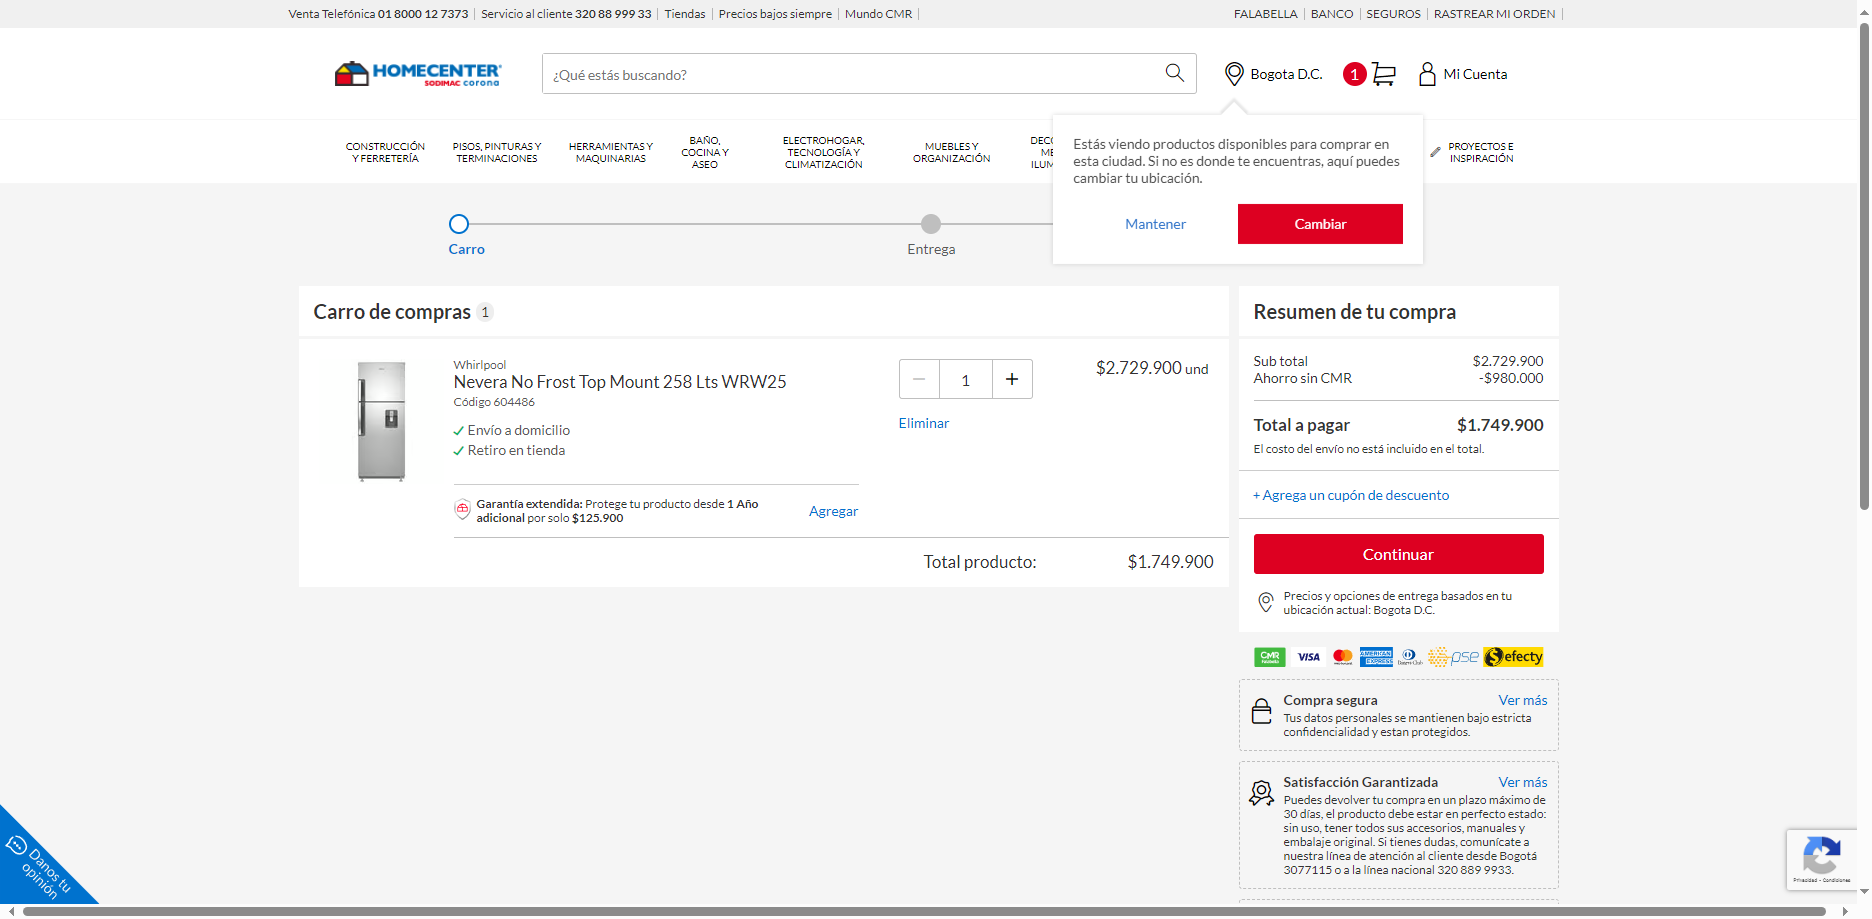 Venta Telefónica 01 8000 12 7373 Servicio al cliente 320 88 999 33 Tiendas Precios bajos siempre Mundo CMR FALABELLA BANCO SEGUROS RASTREAR MI ORDEN
HOMECENTER
SODIMAC corona
¿Qué estás buscando?
Bogota D.C.
1
Mi Cuenta
CONSTRUCCIÓN
Y FERRETERÍA
PISOS, PINTURAS Y
TERMINACIONES
HERRAMIENTAS Y
MAQUINARIAS
BAÑO,
COCINA Y
ASEO
ELECTROHOGAR,
TECNOLOGÍA Y
CLIMATIZACIÓN
MUEBLES Y
ORGANIZACIÓN
PROYECTOS E
INSPIRACIÓN
Estás viendo productos disponibles para comprar en
esta ciudad. Si no es donde te encuentras, aquí puedes
cambiar tu ubicación.
Mantener
Cambiar
Carro
Entrega
Carro de compras 1
Whirlpool
Nevera No Frost Top Mount 258 Lts WRW25
Código 604486
Envío a domicilio
Retiro en tienda
1
Eliminar
$2.729.900 und
Garantía extendida: Protege tu producto desde 1 Año
adicional por solo $125.900
Agregar
Total producto: $1.749.900
Resumen de tu compra
Sub total $2.729.900
Ahorro sin CMR -$980.000
Total a pagar $1.749.900
El costo del envío no está incluido en el total.
+ Agrega un cupón de descuento
Continuar
Precios y opciones de entrega basados en tu
ubicación actual: Bogota D.C.
CMR VISA AMERICAN EXPRESS Diners Club pse efecty
Compra segura Ver más
Tus datos personales se mantienen bajo estricta
confidencialidad y estan protegidos.
Satisfacción Garantizada Ver más
Puedes devolver tu compra en un plazo máximo de
30 días, el producto debe estar en perfecto estado:
sin uso, tener todos sus accesorios, manuales y
embalaje original. Si tienes dudas, comunícate a
nuestra línea de atención al cliente desde Bogotá
3077115 o a la línea nacional 320 889 9933.
Danos tu
opinión
Privacidad - Condiciones